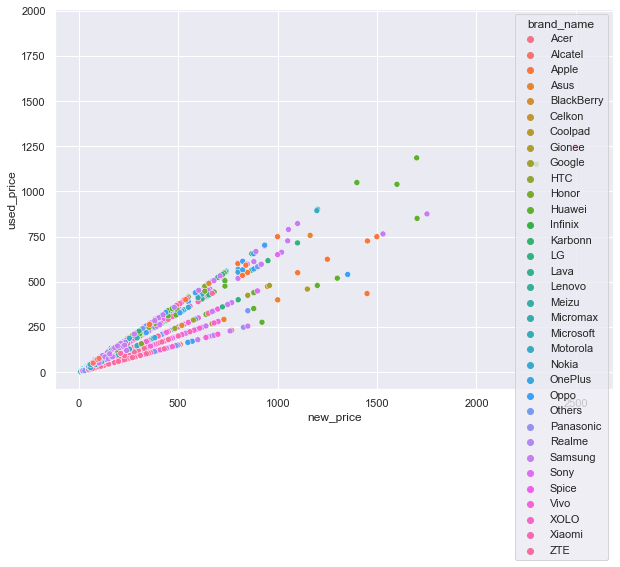 2000
1750
1500
1250
1000
750
500
250
0
used_price
0
500
1000
1500
2000
2500
new_price
brand_name
Acer
Alcatel
Apple
Asus
BlackBerry
Celkon
Coolpad
Gionee
Google
HTC
Honor
Huawei
Infinix
Karbonn
LG
Lava
Lenovo
Meizu
Micromax
Microsoft
Motorola
Nokia
OnePlus
Oppo
Others
Panasonic
Realme
Samsung
Sony
Spice
Vivo
XOLO
Xiaomi
ZTE